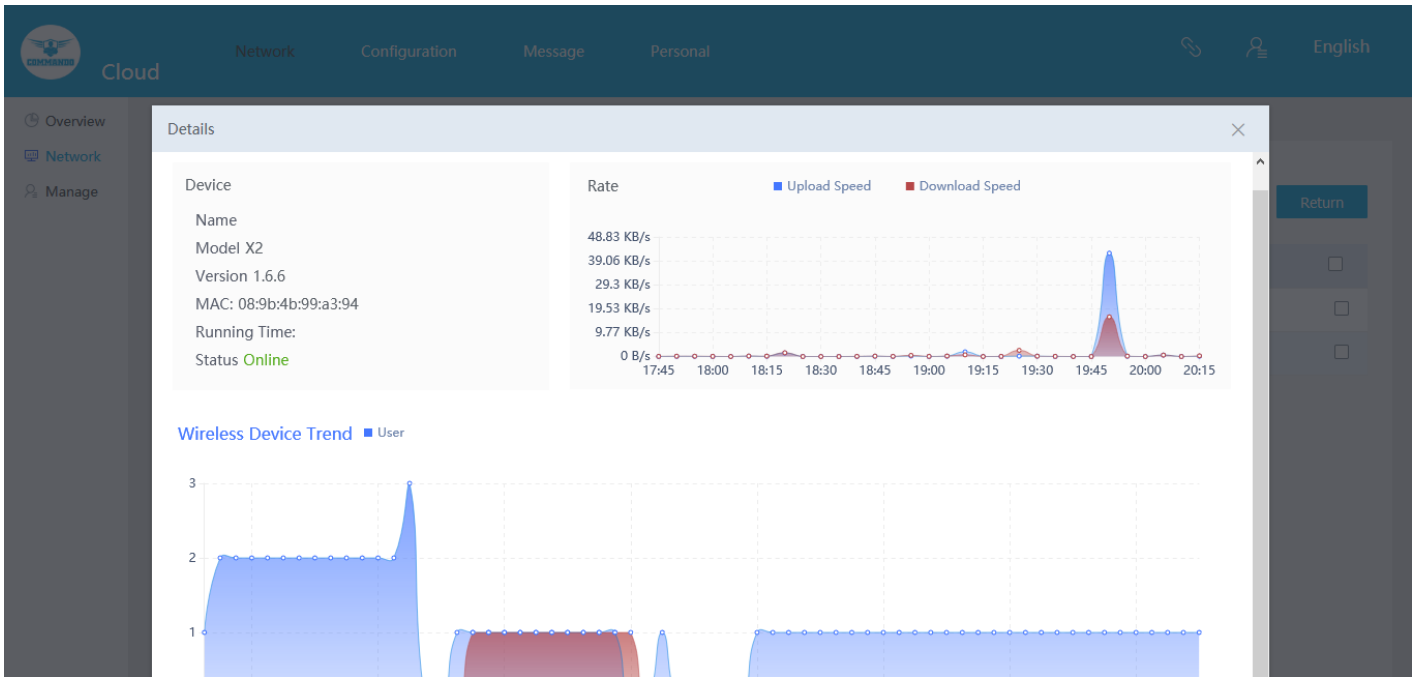 COMMANDO
Cloud
Network
Configuration
Message
Personal
English
Overview
Network
Manage
Details
Return
Device
Name
Model X2
Version 1.6.6
MAC: 08:9b:4b:99:a3:94
Running Time:
Status Online
Rate
Upload Speed
Download Speed
48.83 KB/s
39.06 KB/s
29.3 KB/s
19.53 KB/s
9.77 KB/s
0 B/s
17:45 18:00 18:15 18:30 18:45 19:00 19:15 19:30 19:45 20:00 20:15
Wireless Device Trend
User
3
2
1